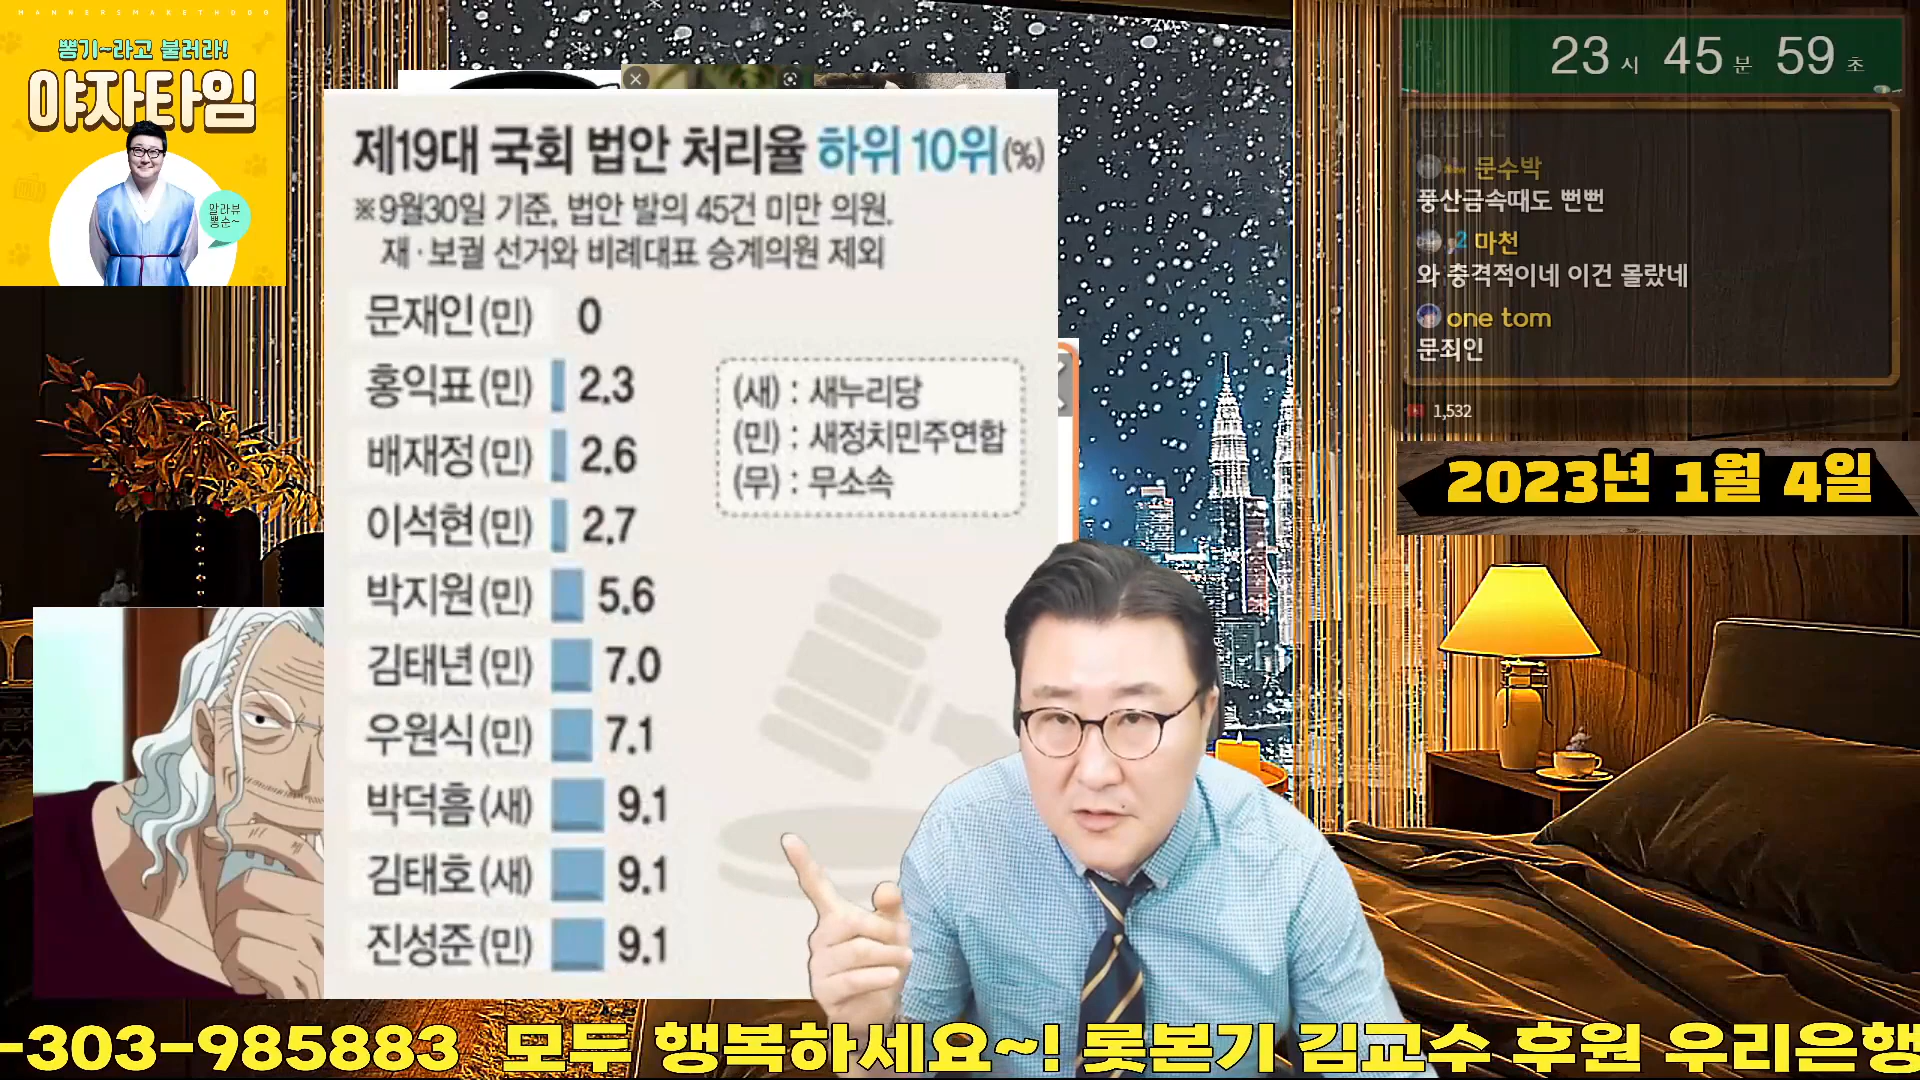 MANNERSMAKETHDOO
뽕기~라고 불러라!
야자타임
알라뷰
뽕순~
제19대 국회 법안 처리율 하위 10위(%)
※9월30일 기준, 법안 발의 45건 미만 의원.
재·보궐 선거와 비례대표 승계의원 제외
문재인(민) 0
홍익표(민) 2.3
배재정(민) 2.6
이석현(민) 2.7
박지원(민) 5.6
김태년(민) 7.0
우원식(민) 7.1
박덕흠(새) 9.1
김태호(새) 9.1
진성준(민) 9.1
(새) : 새누리당
(민) : 새정치민주연합
(무) : 무소속
23시 45분 59초
문수박
풍산금속때도 뻔뻔
2 마천
와 충격적이네 이건 몰랐네
one tom
문죄인
1,532
2023년 1월 4일
-303-985883 모두 행복하세요~! 롯본기 김교수 후원 우리은행